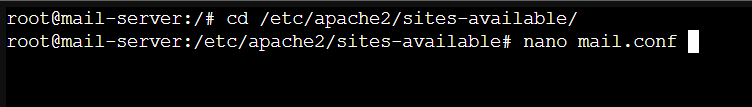 root@mail-server:/# cd /etc/apache2/sites-available/
root@mail-server:/etc/apache2/sites-available# nano mail.conf